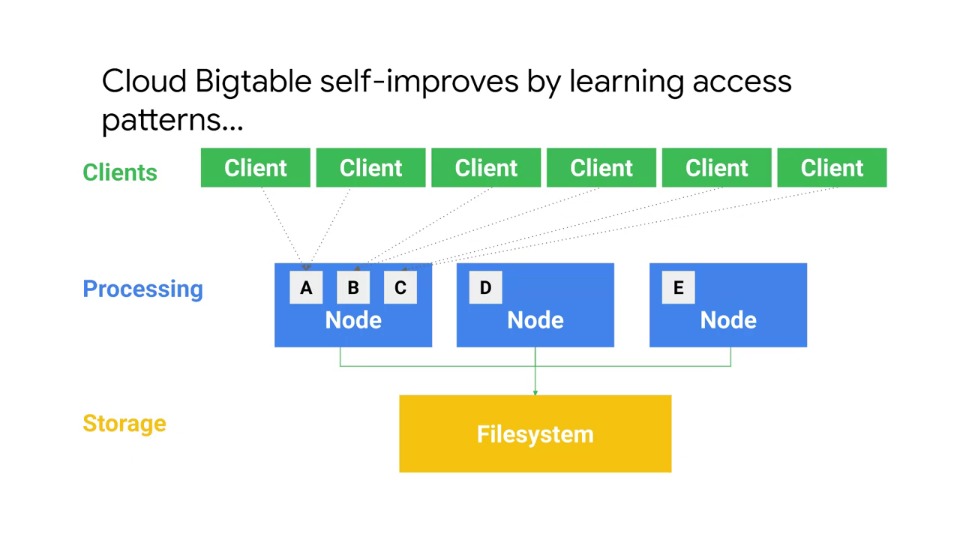 Cloud Bigtable self-improves by learning access
patterns...
Clients
Client Client Client Client Client Client
Processing
A B C D E
Node Node Node
Storage
Filesystem